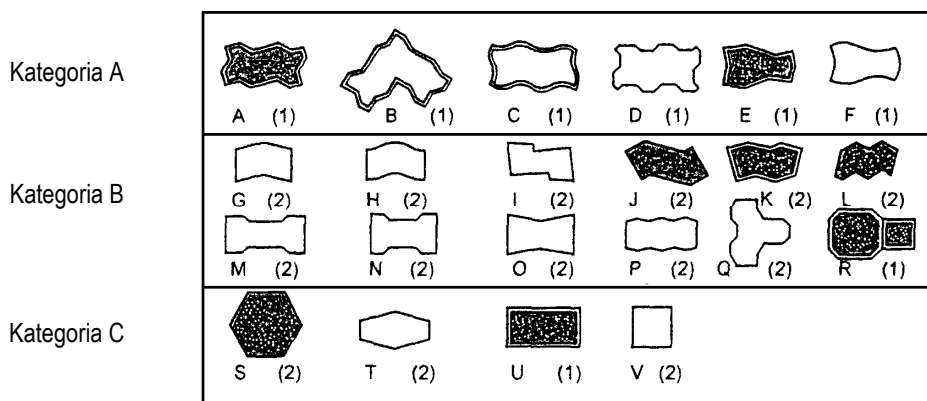 Kategoria A
A (1) B (1) C (1) D (1) E (1) F (1)
Kategoria B
G (2) H (2) I (2) J (2) K (2) L (2)
M (2) N (2) O (2) P (2) Q (2) R (1)
Kategoria C
S (2) T (2) U (1) V (2)